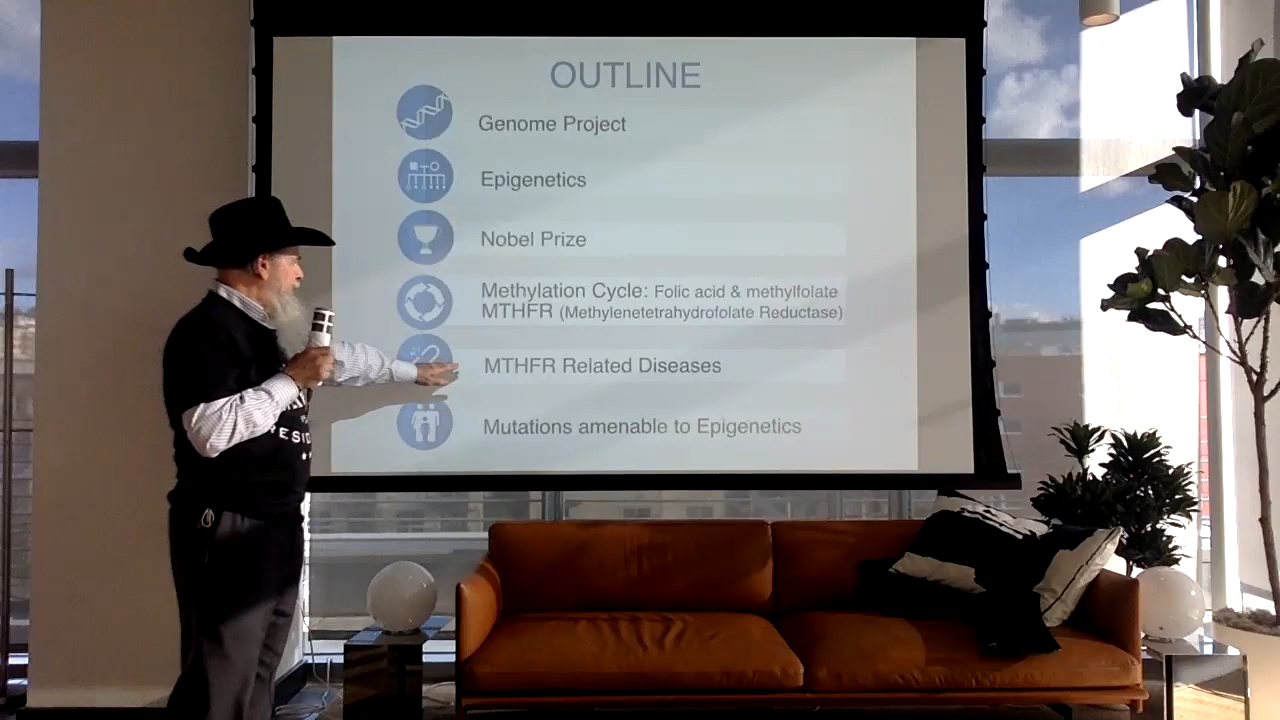 OUTLINE
Genome Project
Epigenetics
Nobel Prize
Methylation Cycle: Folic acid & methylfolate
MTHFR (Methylenetetrahydrofolate Reductase)
MTHFR Related Diseases
Mutations amenable to Epigenetics